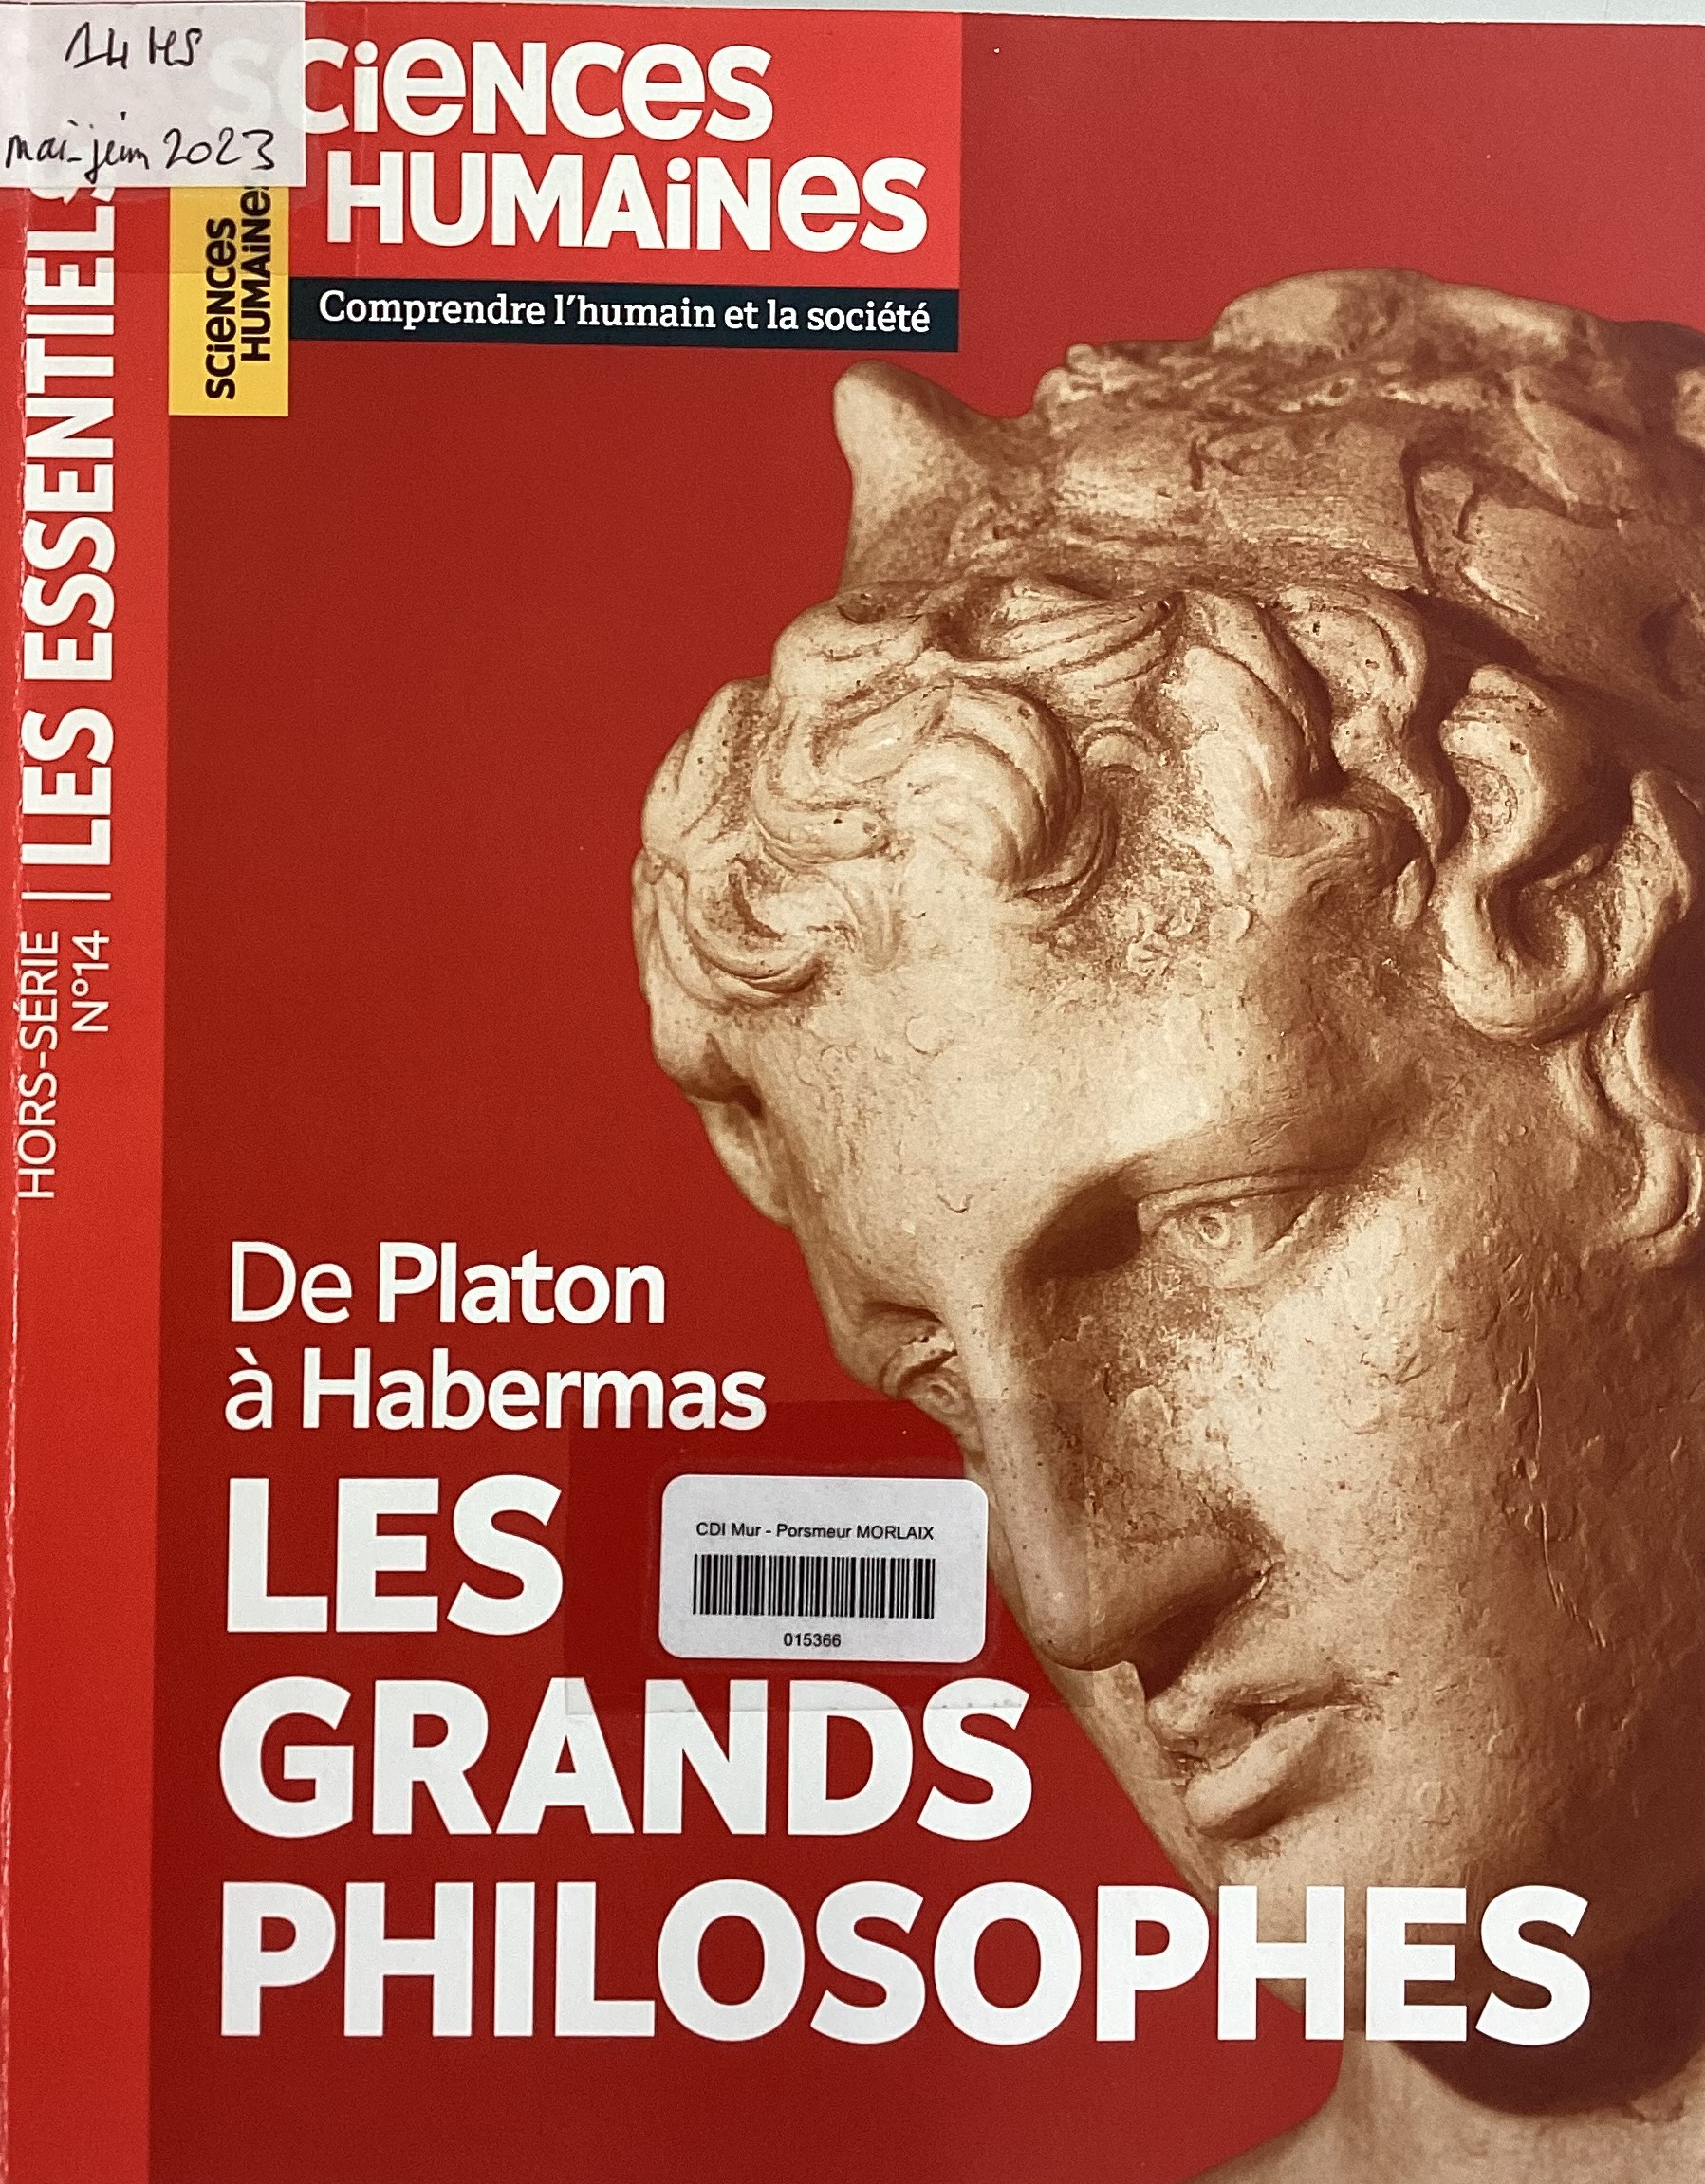 14 HS
mai-juin 2023
SCiENCES
HUMAiNES
Comprendre l'humain et la société
SCiENCES
HUMAiNES
HORS-SÉRIE
N°14
LES ESSENTIELS
De Platon
à Habermas
LES
GRANDS
PHILOSOPHES
CDI Mur - Porsmeur MORLAIX
015366